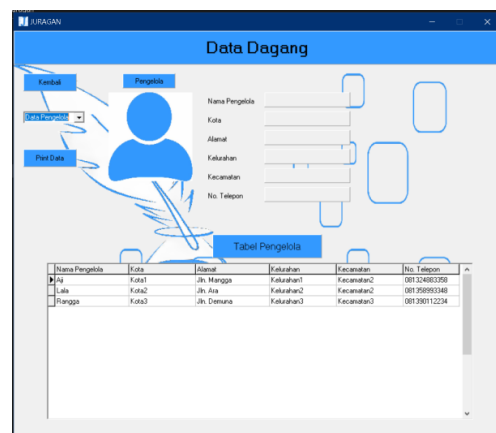 JURAGAN
Data Dagang
Kembali
Pengelola
Data Pengelola
Print Data
Nama Pengelola
Kota
Alamat
Kelurahan
Kecamatan
No. Telepon
Tabel Pengelola
Nama Pengelola Kota Alamat Kelurahan Kecamatan No. Telepon
Aji Kota1 Jln. Mangga Kelurahan1 Kecamatan2 081324883358
Lala Kota2 Jln. Asia Kelurahan2 Kecamatan2 081358993348
Rangga Kota3 Jln. Demuna Kelurahan3 Kecamatan3 081390112234